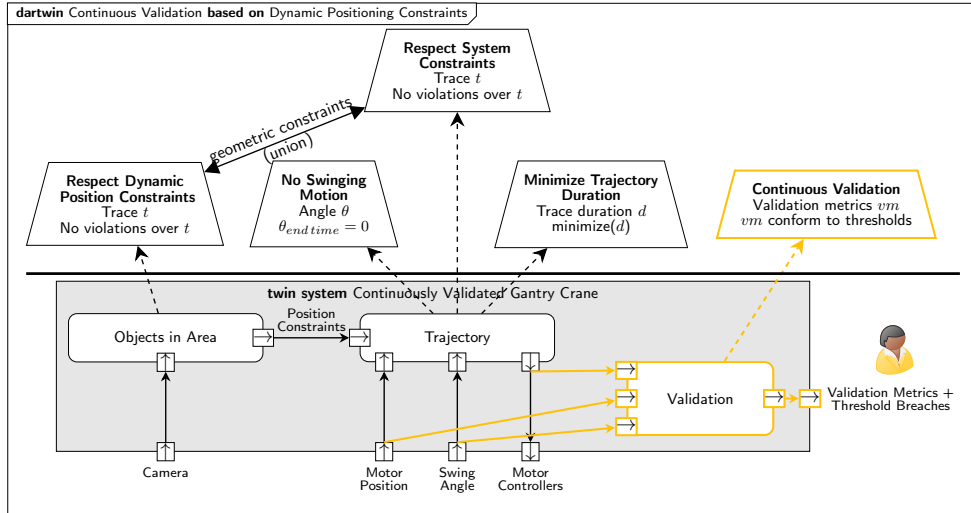 dartwin Continuous Validation based on Dynamic Positioning Constraints
Respect System
Constraints
Trace t
No violations over t
geometric constraints
(union)
Respect Dynamic
Position Constraints
Trace t
No violations over t
No Swinging
Motion
Angle θ
θend time = 0
Minimize Trajectory
Duration
Trace duration d
minimize(d)
Continuous Validation
Validation metrics vm
vm conform to thresholds
twin system Continuously Validated Gantry Crane
Objects in Area
Position
Constraints
Trajectory
Validation
Validation Metrics +
Threshold Breaches
Camera
Motor
Position
Swing
Angle
Motor
Controllers